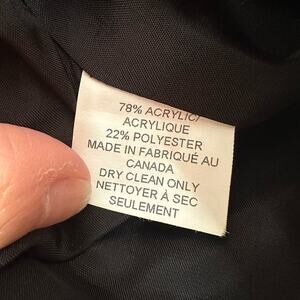 78% ACRYLIC/
ACRYLIQUE
22% POLYESTER
MADE IN FABRIQUÉ AU
CANADA
DRY CLEAN ONLY
NETTOYER À SEC
SEULEMENT